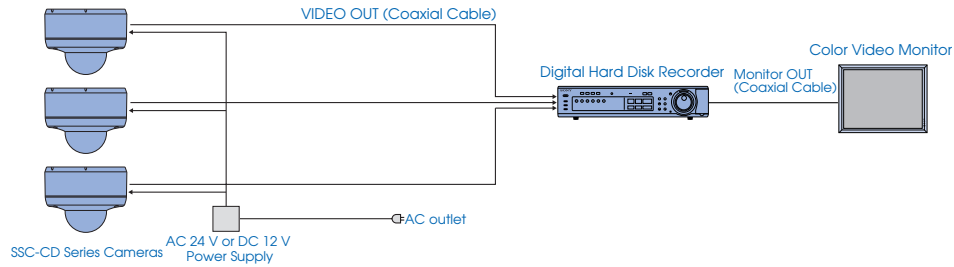 VIDEO OUT (Coaxial Cable)
Color Video Monitor
Digital Hard Disk Recorder
Monitor OUT
(Coaxial Cable)
SONY
AC outlet
SSC-CD Series Cameras
AC 24 V or DC 12 V
Power Supply